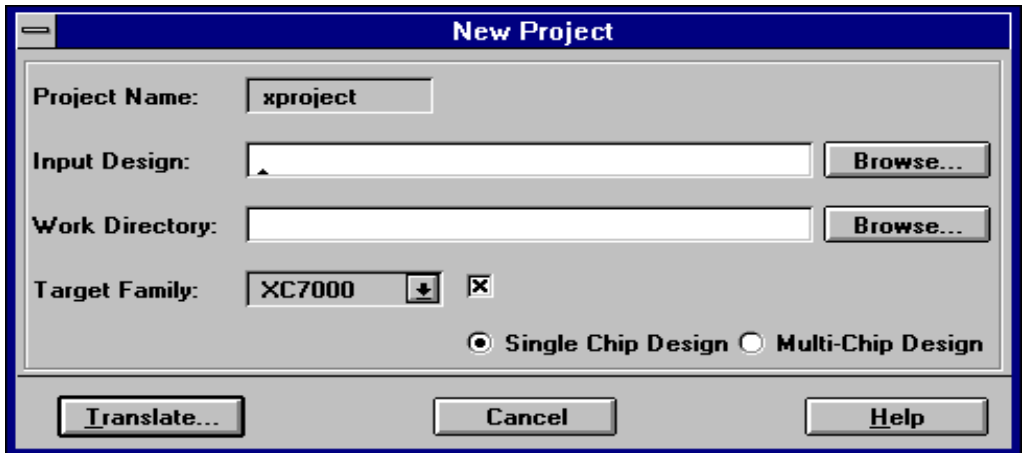 New Project
Project Name: xproject
Input Design: Browse...
Work Directory: Browse...
Target Family: XC7000
Single Chip Design Multi-Chip Design
Translate... Cancel Help